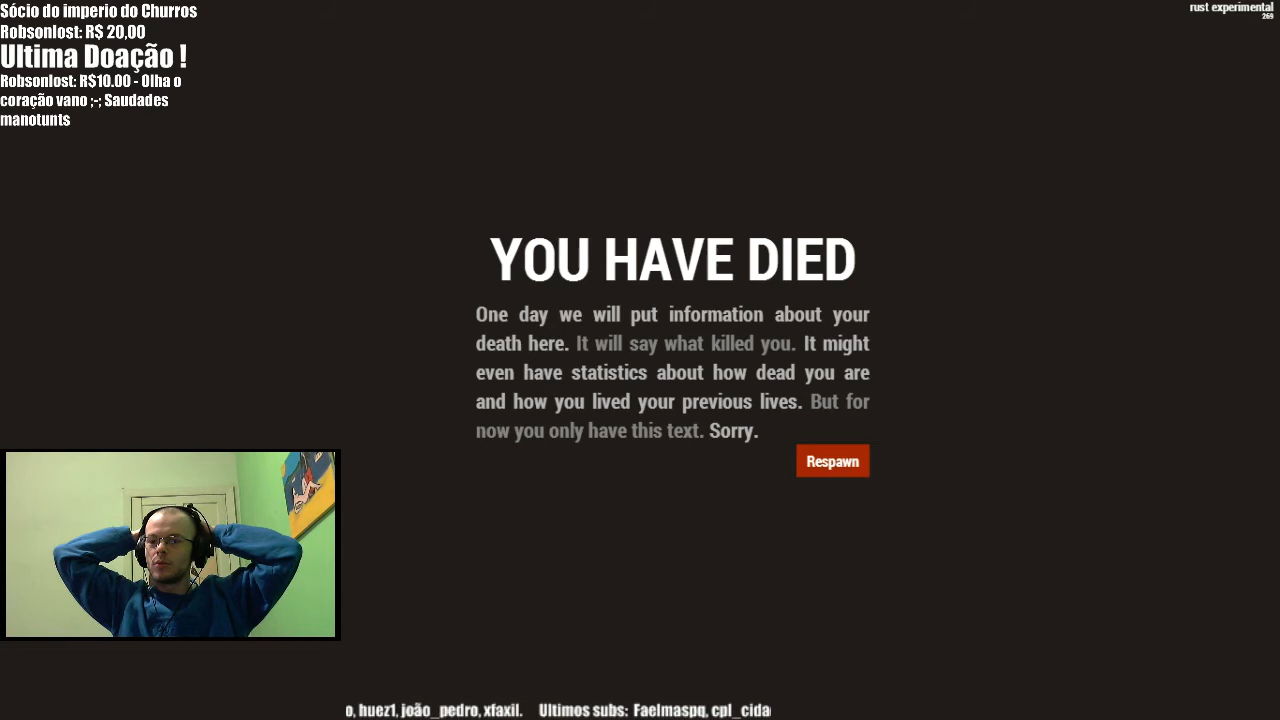 Sócio do imperio do Churros
Robsonlost: R$ 20,00
Ultima Doação !
Robsonlost: R$10.00 - Olha o
coração vano ;-; Saudades
manotunts
rust experimental
269
YOU HAVE DIED
One day we will put information about your
death here. It will say what killed you. It might
even have statistics about how dead you are
and how you lived your previous lives. But for
now you only have this text. Sorry.
Respawn
o, huez1, joão_pedro, xfaxil. Ultimos subs: Faelmaspq, cpl_cida